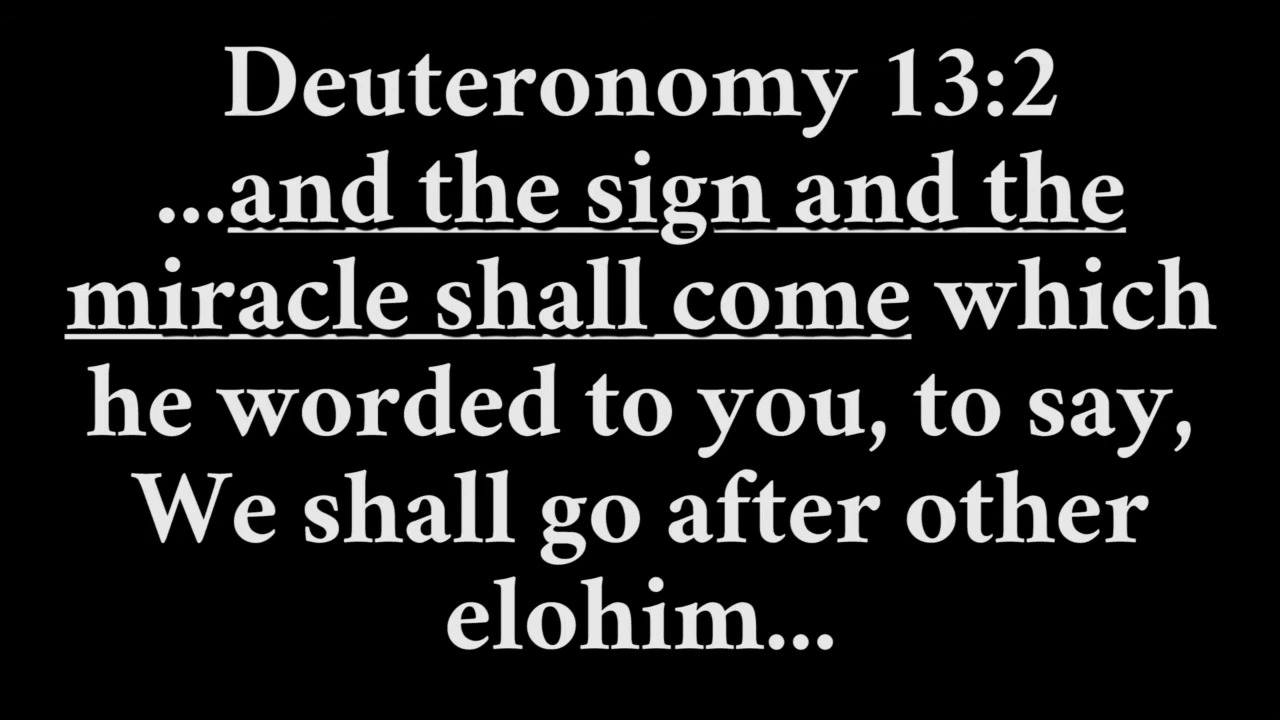 Deuteronomy 13:2
...and the sign and the
miracle shall come which
he worded to you, to say,
We shall go after other
elohim...